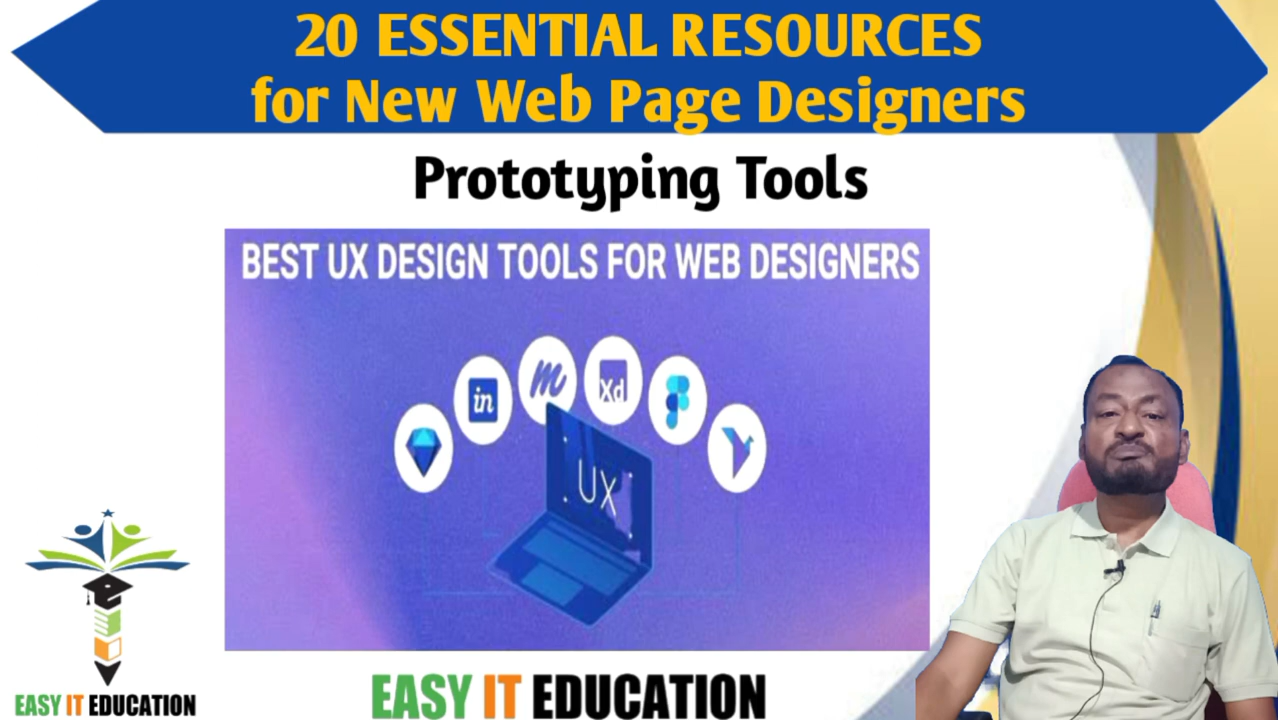 20 ESSENTIAL RESOURCES
for New Web Page Designers
Prototyping Tools
BEST UX DESIGN TOOLS FOR WEB DESIGNERS
in
m
Xd
UX
EASY IT EDUCATION
EASY IT EDUCATION